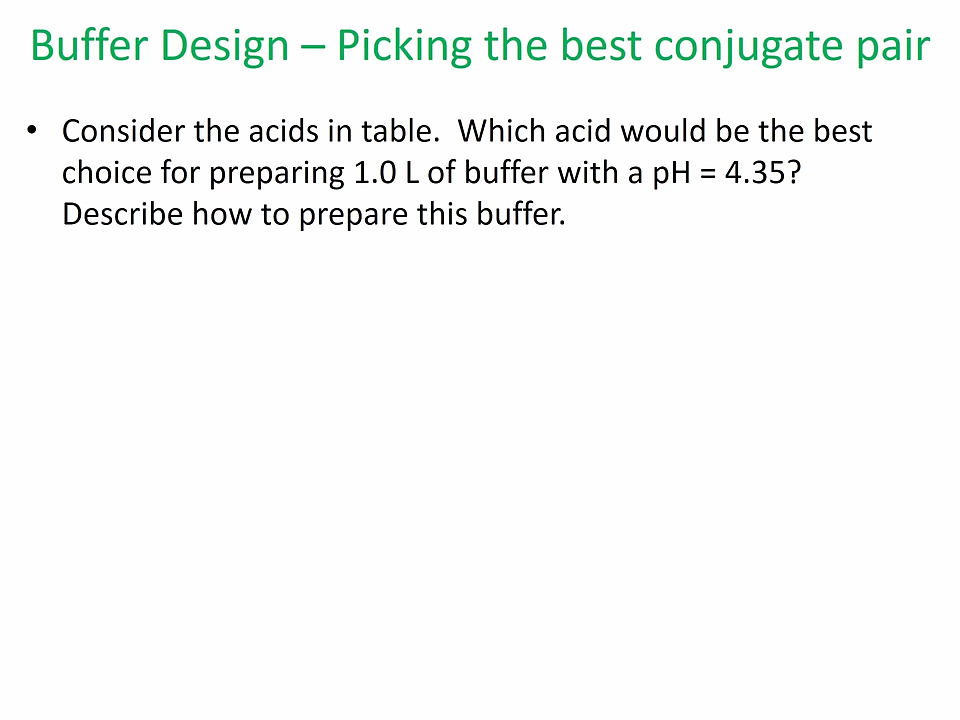 Buffer Design – Picking the best conjugate pair
• Consider the acids in table.  Which acid would be the best
choice for preparing 1.0 L of buffer with a pH = 4.35?
Describe how to prepare this buffer.